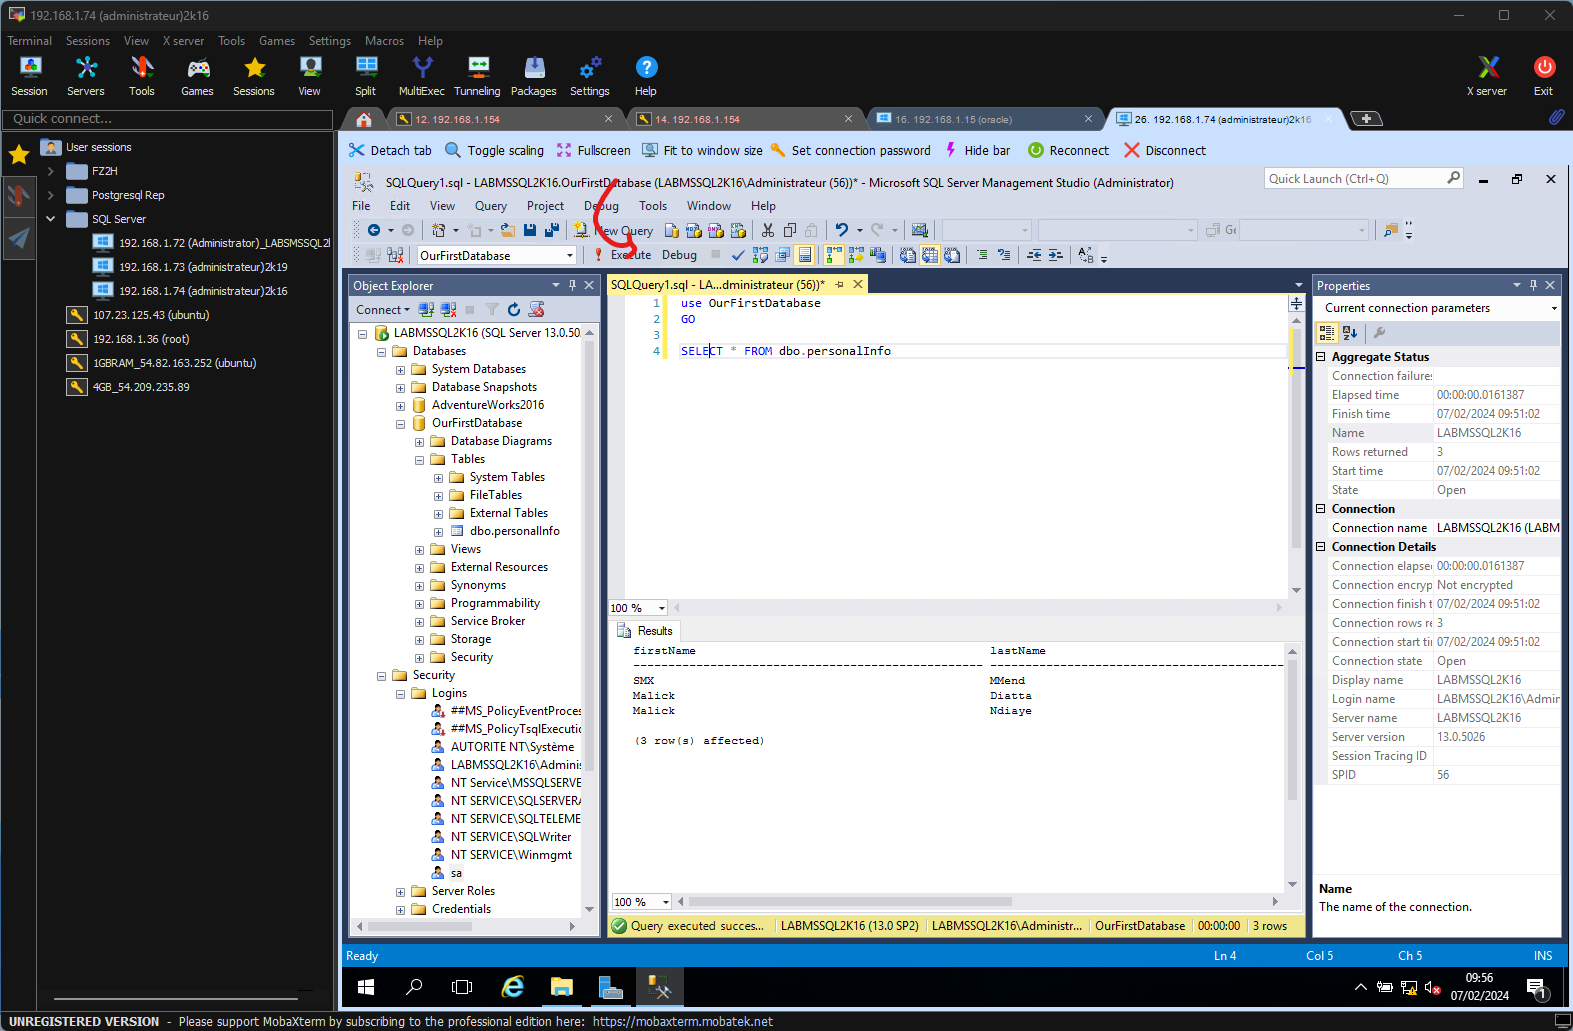 192.168.1.74 (administrateur)2k16
Terminal Sessions View X server Tools Games Settings Macros Help
Session Servers Tools Games Sessions View Split MultiExec Tunneling Packages Settings Help X server Exit
Quick connect...
12. 192.168.1.154
14. 192.168.1.154
16. 192.168.1.15 (oracle)
26. 192.168.1.74 (administrateur)2k16
User sessions
FZ2H
Postgresql Rep
SQL Server
192.168.1.72 (Administrator)_LABSMSSQL2
192.168.1.73 (administrateur)2k19
192.168.1.74 (administrateur)2k16
107.23.125.43 (ubuntu)
192.168.1.36 (root)
1GBRAM_54.82.163.252 (ubuntu)
4GB_54.209.235.89
Detach tab Toggle scaling Fullscreen Fit to window size Set connection password Hide bar Reconnect Disconnect
SQLQuery1.sql - LABMSSQL2K16.OurFirstDatabase (LABMSSQL2K16\Administrateur (56))* - Microsoft SQL Server Management Studio (Administrator)
Quick Launch (Ctrl+Q)
File Edit View Query Project Debug Tools Window Help
New Query
OurFirstDatabase
Execute Debug
Object Explorer
Connect
LABMSSQL2K16 (SQL Server 13.0.50
Databases
System Databases
Database Snapshots
AdventureWorks2016
OurFirstDatabase
Database Diagrams
Tables
System Tables
FileTables
External Tables
dbo.personalInfo
Views
External Resources
Synonyms
Programmability
Service Broker
Storage
Security
Security
Logins
##MS_PolicyEventProces
##MS_PolicyTsqlExecutio
AUTORITE NT\Système
LABMSSQL2K16\Adminis
NT Service\MSSQLSERVE
NT SERVICE\SQLSERVERA
NT SERVICE\SQLTELEME
NT SERVICE\SQLWriter
NT SERVICE\Winmgmt
sa
Server Roles
Credentials
SQLQuery1.sql - LA...dministrateur (56))*
1 use OurFirstDatabase
2 GO
3
4 SELECT * FROM dbo.personalInfo
100 %
Results
firstName lastName
SMX MMend
Malick Diatta
Malick Ndiaye
(3 row(s) affected)
100 %
Query executed succes... LABMSSQL2K16 (13.0 SP2) LABMSSQL2K16\Administr... OurFirstDatabase 00:00:00 3 rows
Properties
Current connection parameters
Aggregate Status
Connection failures
Elapsed time 00:00:00.0161387
Finish time 07/02/2024 09:51:02
Name LABMSSQL2K16
Rows returned 3
Start time 07/02/2024 09:51:02
State Open
Connection
Connection name LABMSSQL2K16 (LABM
Connection Details
Connection elapse 00:00:00.0161387
Connection encryp Not encrypted
Connection finish t 07/02/2024 09:51:02
Connection rows re 3
Connection start ti 07/02/2024 09:51:02
Connection state Open
Display name LABMSSQL2K16
Login name LABMSSQL2K16\Admir
Server name LABMSSQL2K16
Server version 13.0.5026
Session Tracing ID
SPID 56
Name
The name of the connection.
Ready Ln 4 Col 5 Ch 5 INS
09:56
07/02/2024
1
UNREGISTERED VERSION - Please support MobaXterm by subscribing to the professional edition here: https://mobaxterm.mobatek.net